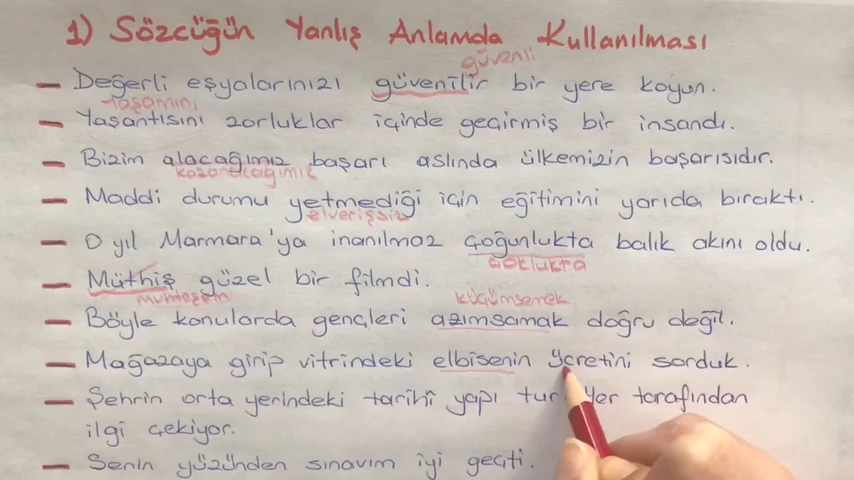 1) Sözcüğün Yanlış Anlamda Kullanılması
güvenli
— Değerli eşyalarınızı güvenilir bir yere koyun.
yaşamını
— Yaşantısını zorluklar içinde geçirmiş bir insandı.
— Bizim alacağımız başarı aslında ülkemizin başarısıdır.
kazanacağımız
— Maddi durumu yetmediği için eğitimini yarıda bıraktı.
elverişsiz
— O yıl Marmara'ya inanılmaz çoğunlukta balık akını oldu.
çoklukta
— Müthiş güzel bir filmdi.
muhteşem
küçümsemek
— Böyle konularda gençleri azımsamak doğru değil.
— Mağazaya girip vitrindeki elbisenin ücretini sorduk.
— Şehrin orta yerindeki tarihî yapı tarafından
ilgi çekiyor.
— Senin yüzünden sınavım iyi geçti.